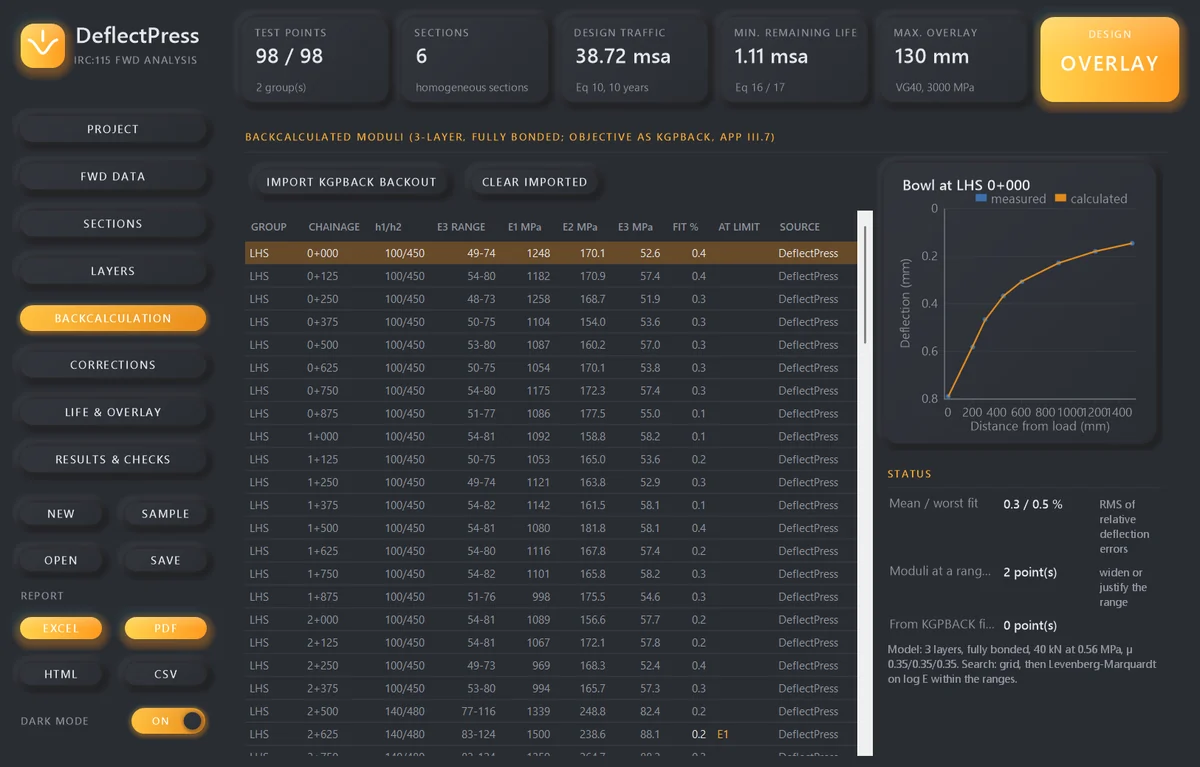 DeflectPress
IRC:115 FWD ANALYSIS
TEST POINTS
98 / 98
2 group(s)
SECTIONS
6
homogeneous sections
DESIGN TRAFFIC
38.72 msa
Eq 10, 10 years
MIN. REMAINING LIFE
1.11 msa
Eq 16 / 17
MAX. OVERLAY
130 mm
VG40, 3000 MPa
DESIGN
OVERLAY
PROJECT
FWD DATA
SECTIONS
LAYERS
BACKCALCULATION
CORRECTIONS
LIFE & OVERLAY
RESULTS & CHECKS
NEW SAMPLE
OPEN SAVE
REPORT
EXCEL PDF
HTML CSV
DARK MODE ON
BACKCALCULATED MODULI (3-LAYER, FULLY BONDED; OBJECTIVE AS KGPBACK, APP III.7)
IMPORT KGPBACK BACKOUT CLEAR IMPORTED
GROUP CHAINAGE h1/h2 E3 RANGE E1 MPa E2 MPa E3 MPa FIT % AT LIMIT SOURCE
LHS 0+000 100/450 49-74 1248 170.1 52.6 0.4 DeflectPress
LHS 0+125 100/450 54-80 1182 170.9 57.4 0.4 DeflectPress
LHS 0+250 100/450 48-73 1258 168.7 51.9 0.3 DeflectPress
LHS 0+375 100/450 50-75 1104 154.0 53.6 0.3 DeflectPress
LHS 0+500 100/450 53-80 1087 160.2 57.0 0.3 DeflectPress
LHS 0+625 100/450 50-75 1054 170.1 53.8 0.3 DeflectPress
LHS 0+750 100/450 54-80 1175 172.3 57.4 0.3 DeflectPress
LHS 0+875 100/450 51-77 1086 177.5 55.0 0.1 DeflectPress
LHS 1+000 100/450 54-81 1092 158.8 58.2 0.1 DeflectPress
LHS 1+125 100/450 50-75 1053 165.0 53.6 0.2 DeflectPress
LHS 1+250 100/450 49-74 1121 163.8 52.9 0.3 DeflectPress
LHS 1+375 100/450 54-82 1142 161.5 58.1 0.1 DeflectPress
LHS 1+500 100/450 54-81 1080 181.8 58.1 0.4 DeflectPress
LHS 1+625 100/450 54-80 1116 167.8 57.4 0.2 DeflectPress
LHS 1+750 100/450 54-82 1101 165.8 58.2 0.3 DeflectPress
LHS 1+875 100/450 51-76 998 175.5 54.6 0.3 DeflectPress
LHS 2+000 100/450 54-81 1089 156.6 57.7 0.2 DeflectPress
LHS 2+125 100/450 54-81 1067 172.1 57.8 0.2 DeflectPress
LHS 2+250 100/450 49-73 969 168.3 52.4 0.4 DeflectPress
LHS 2+375 100/450 53-80 994 165.7 57.3 0.3 DeflectPress
LHS 2+500 140/480 77-116 1339 248.8 82.4 0.2 DeflectPress
LHS 2+625 140/480 83-124 1500 238.6 88.1 0.2 E1 DeflectPress
Bowl at LHS 0+000
measured calculated
0
0.2
0.4
0.6
0.8
Deflection (mm)
0 200 400 600 800 1000 1200 1400
Distance from load (mm)
STATUS
Mean / worst fit 0.3 / 0.5 % RMS of
relative
deflection
errors
Moduli at a rang... 2 point(s) widen or
justify the
range
From KGPBACK fi... 0 point(s)
Model: 3 layers, fully bonded, 40 kN at 0.56 MPa, μ
0.35/0.35/0.35. Search: grid, then Levenberg-Marquardt
on log E within the ranges.